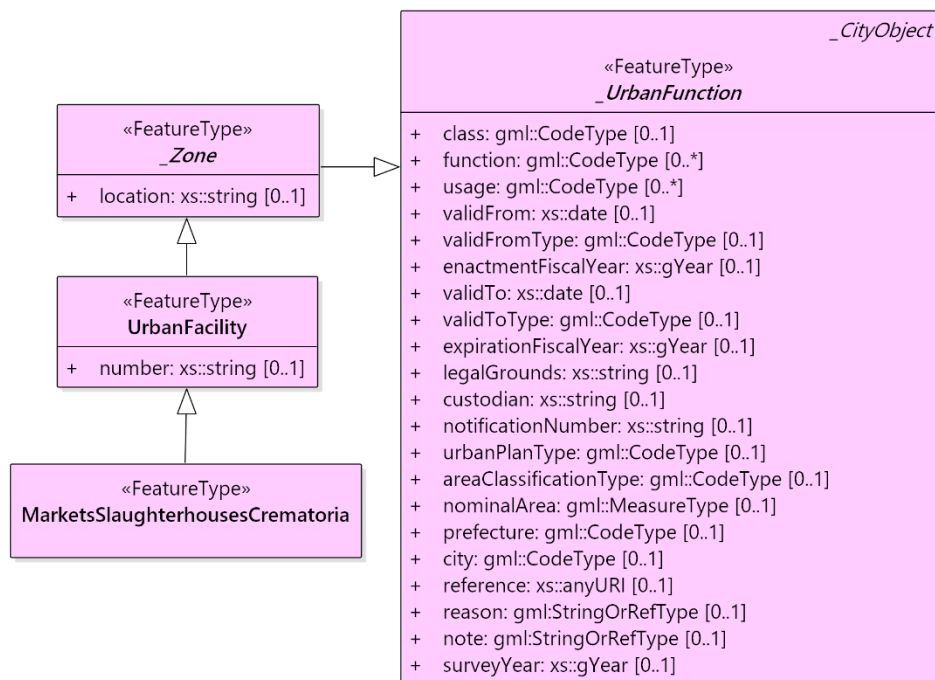 _CityObject
«FeatureType»
_UrbanFunction
+ class: gml::CodeType [0..1]
+ function: gml::CodeType [0..*]
+ usage: gml::CodeType [0..*]
+ validFrom: xs::date [0..1]
+ validFromType: gml::CodeType [0..1]
+ enactmentFiscalYear: xs::gYear [0..1]
+ validTo: xs::date [0..1]
+ validToType: gml::CodeType [0..1]
+ expirationFiscalYear: xs::gYear [0..1]
+ legalGrounds: xs::string [0..1]
+ custodian: xs::string [0..1]
+ notificationNumber: xs::string [0..1]
+ urbanPlanType: gml::CodeType [0..1]
+ areaClassificationType: gml::CodeType [0..1]
+ nominalArea: gml::MeasureType [0..1]
+ prefecture: gml::CodeType [0..1]
+ city: gml::CodeType [0..1]
+ reference: xs::anyURI [0..1]
+ reason: gml:StringOrRefType [0..1]
+ note: gml:StringOrRefType [0..1]
+ surveyYear: xs::gYear [0..1]
«FeatureType»
_Zone
+ location: xs::string [0..1]
«FeatureType»
UrbanFacility
+ number: xs::string [0..1]
«FeatureType»
MarketsSlaughterhousesCrematoria